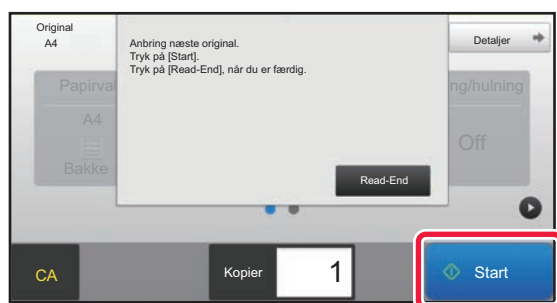 Original
A4
Anbring næste original.
Tryk på [Start].
Tryk på [Read-End], når du er færdig.
Detaljer
Papirval
ng/hulning
A4
Off
Bakke
Read-End
CA
Kopier
1
Start